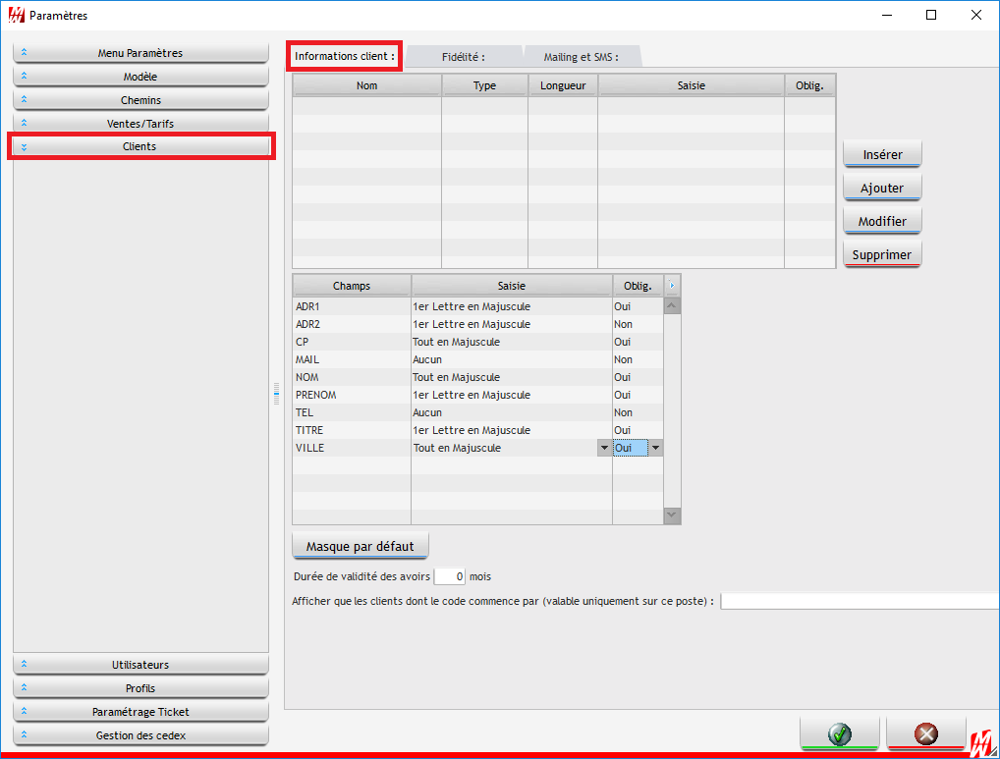 Paramètres
Menu Paramètres
Modèle
Chemins
Ventes/Tarifs
Clients
Utilisateurs
Profils
Paramétrage Ticket
Gestion des cedex
Informations client : Fidélité : Mailing et SMS :
Nom Type Longueur Saisie Oblig.
Insérer
Ajouter
Modifier
Supprimer
Champs Saisie Oblig.
ADR1 1er Lettre en Majuscule Oui
ADR2 1er Lettre en Majuscule Non
CP Tout en Majuscule Oui
MAIL Aucun Non
NOM Tout en Majuscule Oui
PRENOM 1er Lettre en Majuscule Oui
TEL Aucun Non
TITRE 1er Lettre en Majuscule Oui
VILLE Tout en Majuscule Oui
Masque par défaut
Durée de validité des avoirs 0 mois
Afficher que les clients dont le code commence par (valable uniquement sur ce poste) :